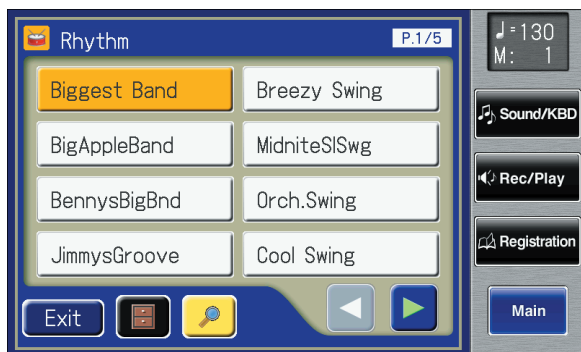 Rhythm P.1/5
Biggest Band Breezy Swing
BigAppleBand MidniteSlSwg
BennysBigBnd Orch.Swing
JimmysGroove Cool Swing
Exit
♩=130
M: 1
Sound/KBD
Rec/Play
Registration
Main